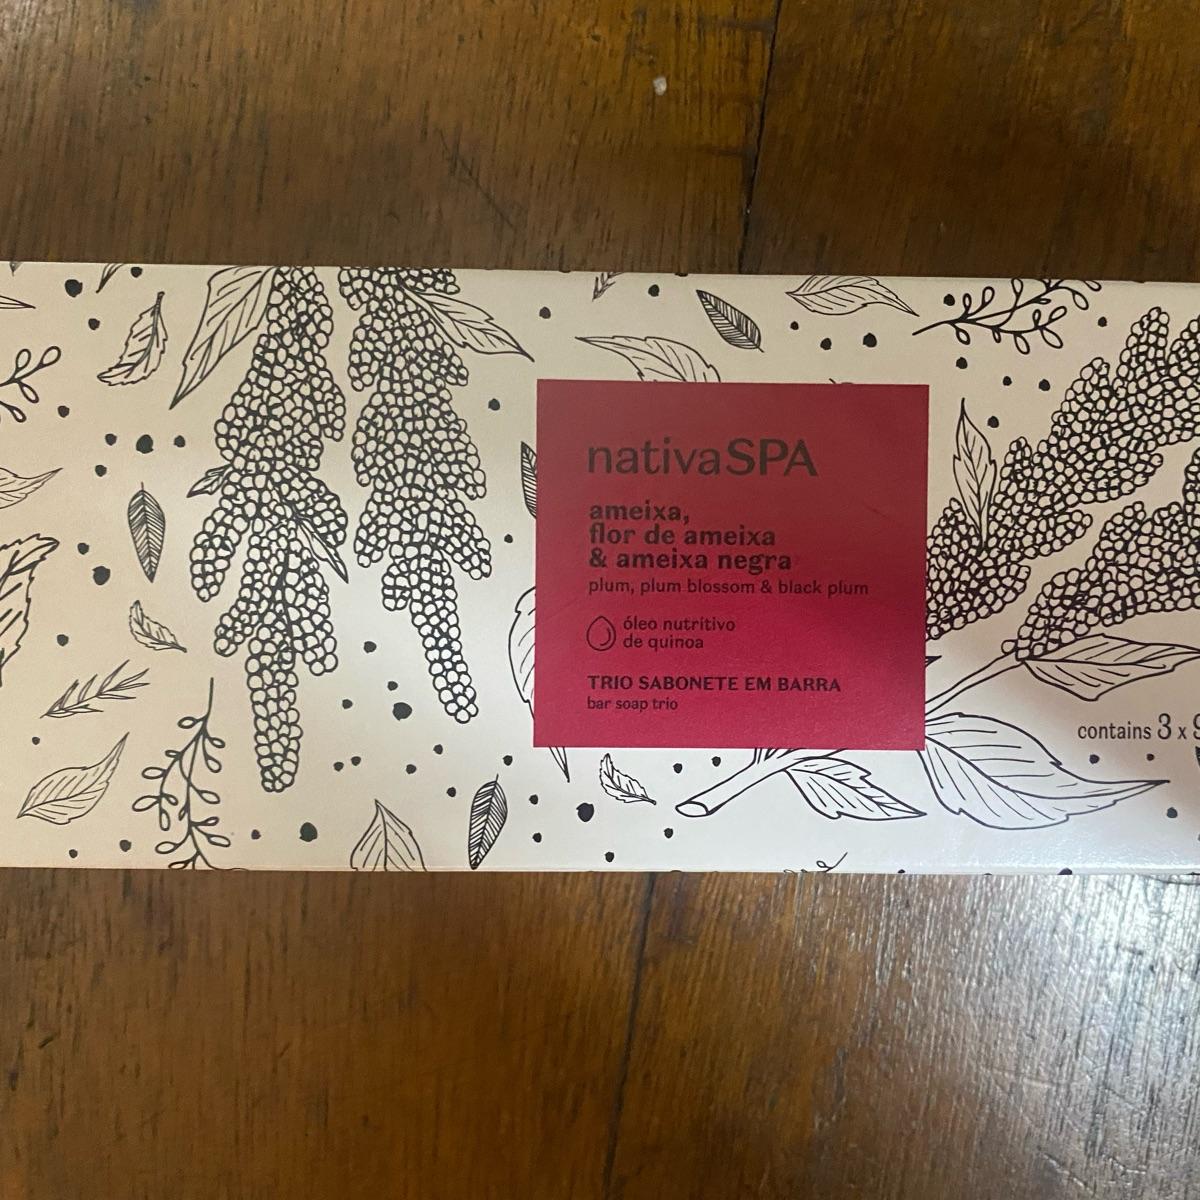 nativaSPA
ameixa,
flor de ameixa
& ameixa negra
plum, plum blossom & black plum
óleo nutritivo
de quinoa
TRIO SABONETE EM BARRA
bar soap trio
contains 3 x